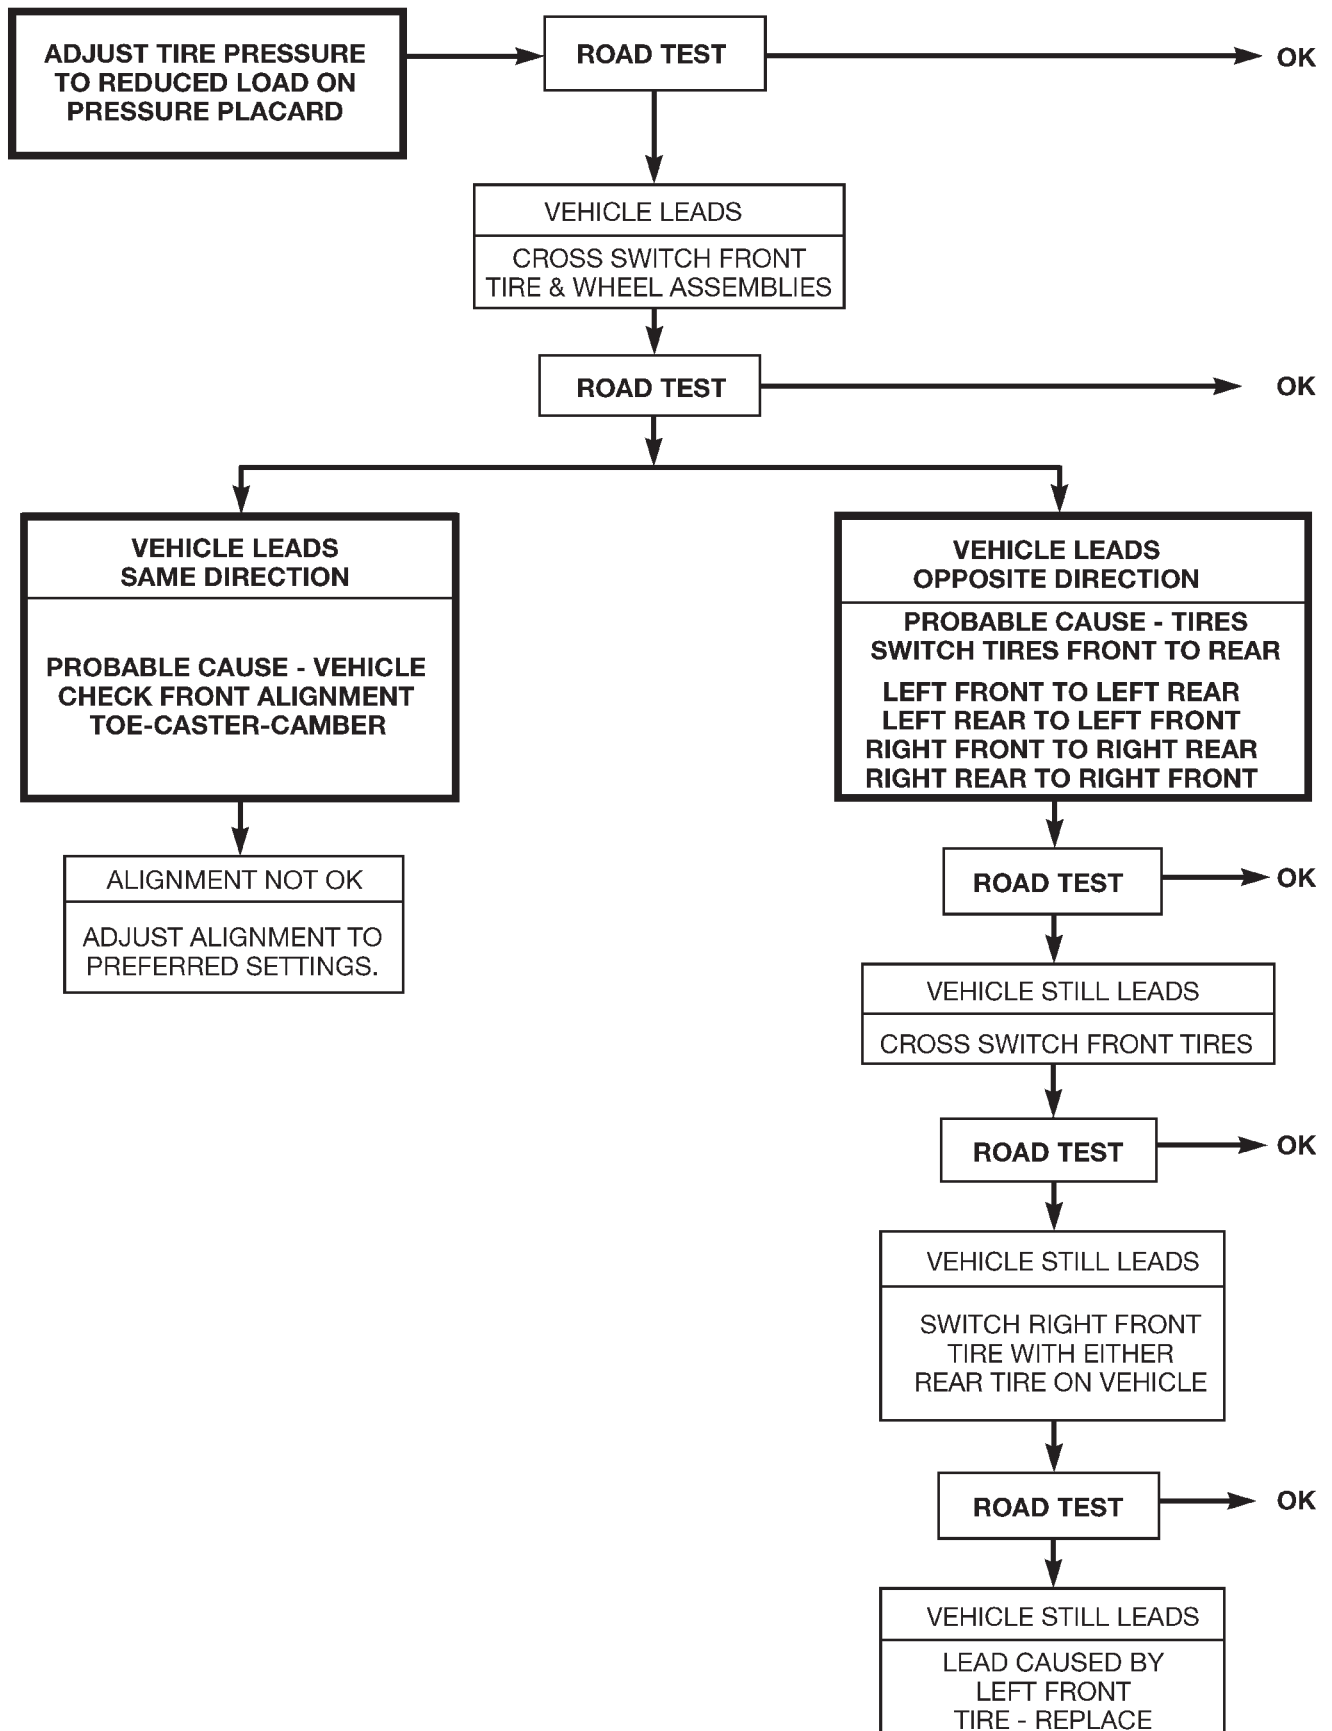 ADJUST TIRE PRESSURE
TO REDUCED LOAD ON
PRESSURE PLACARD
ROAD TEST
OK
VEHICLE LEADS
CROSS SWITCH FRONT
TIRE & WHEEL ASSEMBLIES
ROAD TEST
OK
VEHICLE LEADS
SAME DIRECTION
PROBABLE CAUSE - VEHICLE
CHECK FRONT ALIGNMENT
TOE-CASTER-CAMBER
ALIGNMENT NOT OK
ADJUST ALIGNMENT TO
PREFERRED SETTINGS.
VEHICLE LEADS
OPPOSITE DIRECTION
PROBABLE CAUSE - TIRES
SWITCH TIRES FRONT TO REAR
LEFT FRONT TO LEFT REAR
LEFT REAR TO LEFT FRONT
RIGHT FRONT TO RIGHT REAR
RIGHT REAR TO RIGHT FRONT
ROAD TEST
OK
VEHICLE STILL LEADS
CROSS SWITCH FRONT TIRES
ROAD TEST
OK
VEHICLE STILL LEADS
SWITCH RIGHT FRONT
TIRE WITH EITHER
REAR TIRE ON VEHICLE
ROAD TEST
OK
VEHICLE STILL LEADS
LEAD CAUSED BY
LEFT FRONT
TIRE - REPLACE